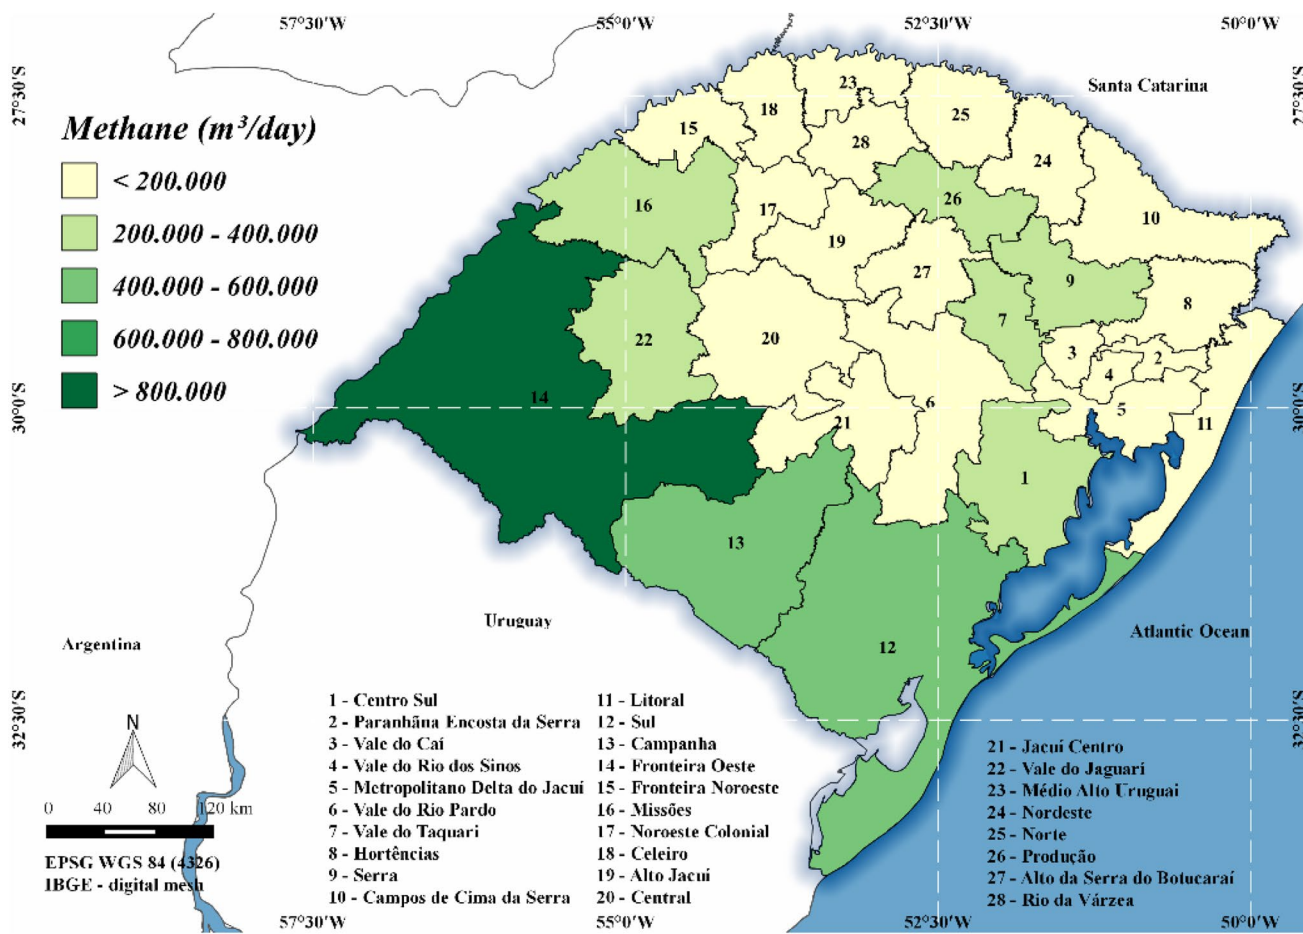 57°30'W 55°0'W 52°30'W 50°0'W
27°30'S
27°30'S
Santa Catarina
Methane (m³/day)
< 200.000
200.000 - 400.000
400.000 - 600.000
600.000 - 800.000
> 800.000
23
18
25
15
28
24
16
26
17
10
19
27
9
8
7
22
20
3
2
4
14
6
5
21
11
30°0'S
30°0'S
1
13
12
Uruguay
Argentina
Atlantic Ocean
32°30'S
32°30'S
N
0 40 80 120 km
EPSG WGS 84 (4326)
IBGE - digital mesh
1 - Centro Sul
2 - Paranhãna Encosta da Serra
3 - Vale do Caí
4 - Vale do Rio dos Sinos
5 - Metropolitano Delta do Jacuí
6 - Vale do Rio Pardo
7 - Vale do Taquari
8 - Hortências
9 - Serra
10 - Campos de Cima da Serra
11 - Litoral
12 - Sul
13 - Campanha
14 - Fronteira Oeste
15 - Fronteira Noroeste
16 - Missões
17 - Noroeste Colonial
18 - Celeiro
19 - Alto Jacuí
20 - Central
21 - Jacuí Centro
22 - Vale do Jaguarí
23 - Médio Alto Uruguai
24 - Nordeste
25 - Norte
26 - Produção
27 - Alto da Serra do Botucaraí
28 - Rio da Várzea
57°30'W 55°0'W 52°30'W 50°0'W